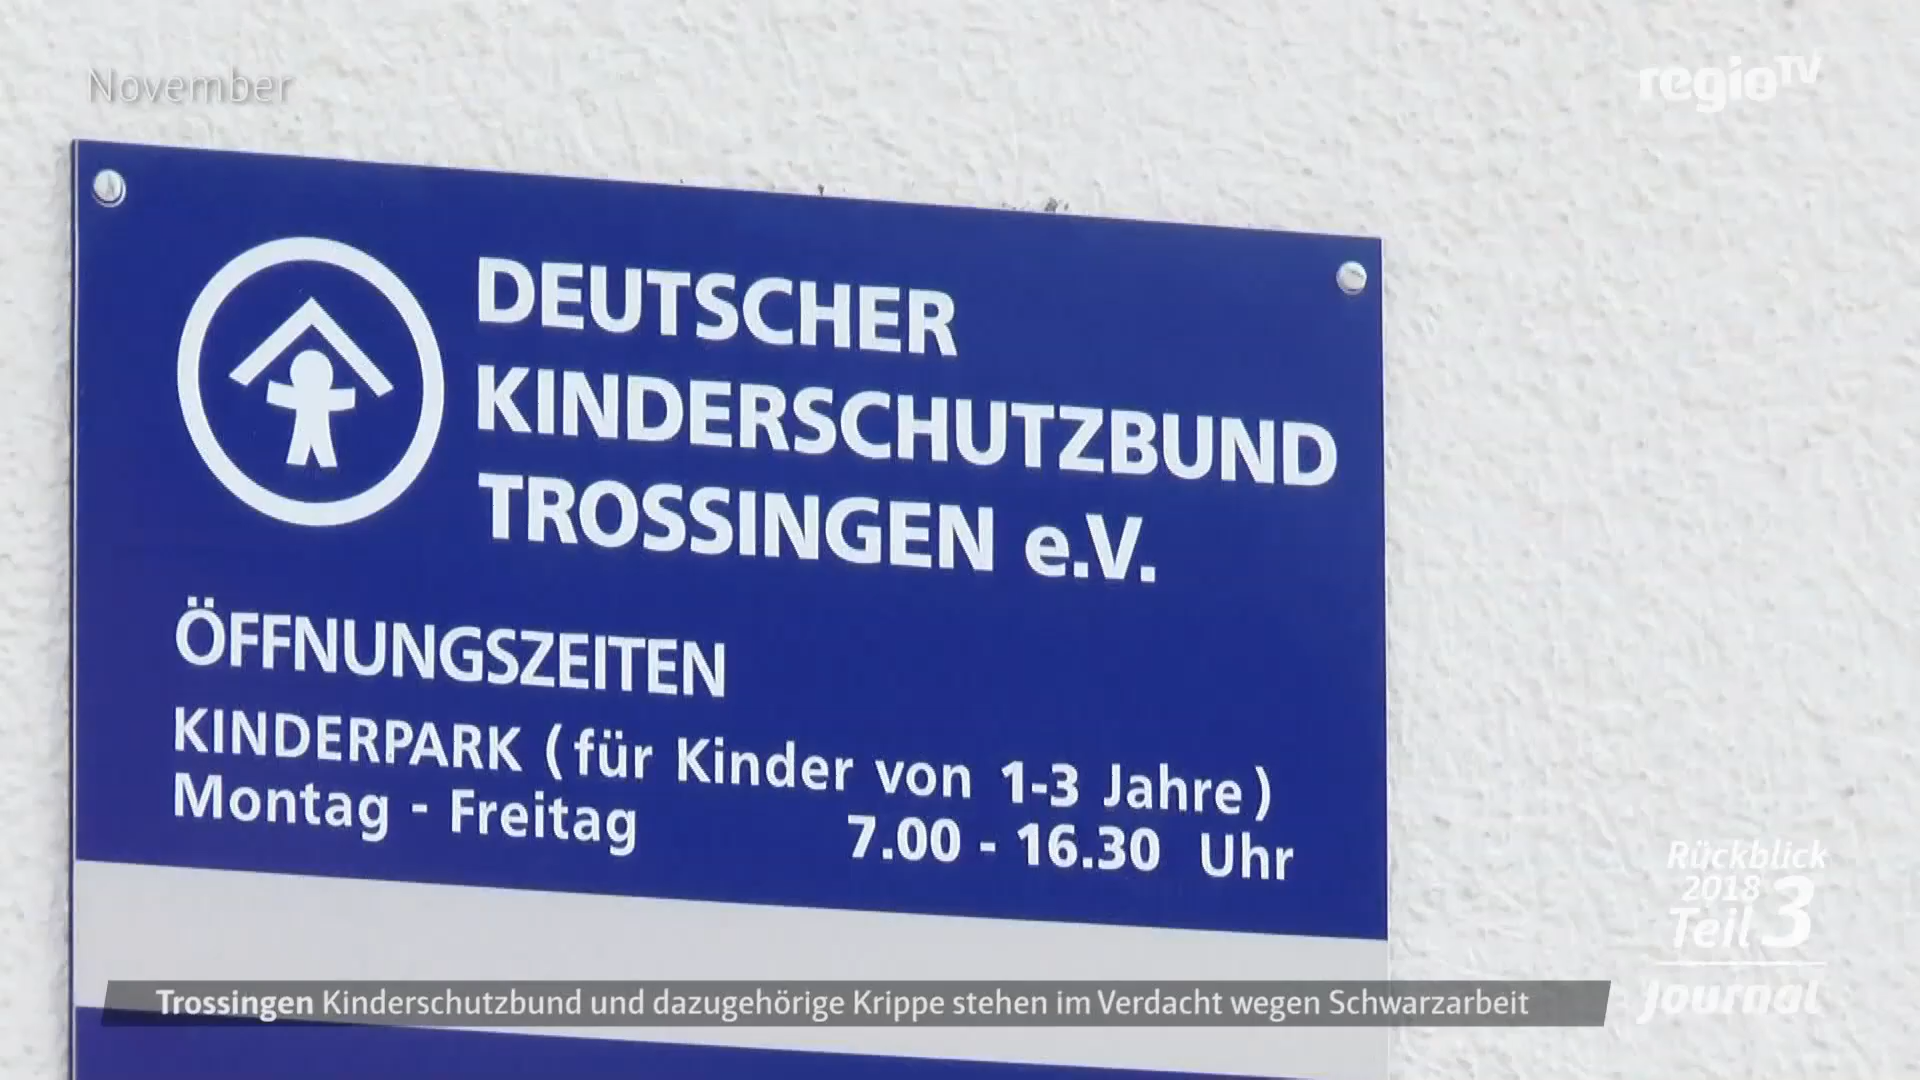 November
regioTV
DEUTSCHER
KINDERSCHUTZBUND
TROSSINGEN e.V.
ÖFFNUNGSZEITEN
KINDERPARK (für Kinder von 1-3 Jahre)
Montag - Freitag 7.00 - 16.30 Uhr
Rückblick
2018
Teil 3
Journal
Trossingen Kinderschutzbund und dazugehörige Krippe stehen im Verdacht wegen Schwarzarbeit